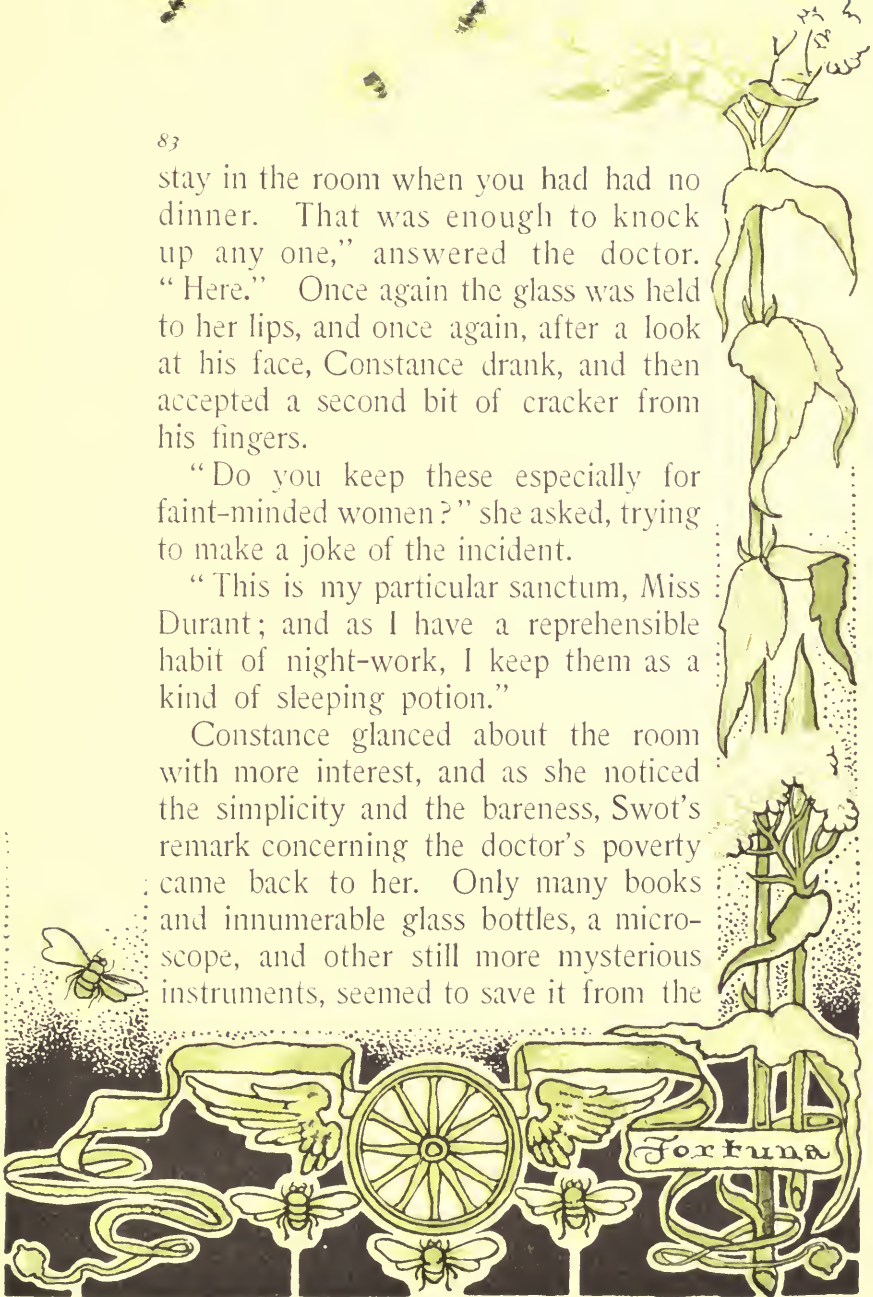 83
stay in the room when you had had no
dinner. That was enough to knock
up any one,” answered the doctor.
“Here.” Once again the glass was held
to her lips, and once again, after a look
at his face, Constance drank, and then
accepted a second bit of cracker from
his fingers.
“Do you keep these especially for
faint-minded women?” she asked, trying
to make a joke of the incident.
“This is my particular sanctum, Miss
Durant; and as I have a reprehensible
habit of night-work, I keep them as a
kind of sleeping potion.”
Constance glanced about the room
with more interest, and as she noticed
the simplicity and the bareness, Swot’s
remark concerning the doctor’s poverty
came back to her. Only many books
and innumerable glass bottles, a micro-
scope, and other still more mysterious
instruments, seemed to save it from the
Fortuna